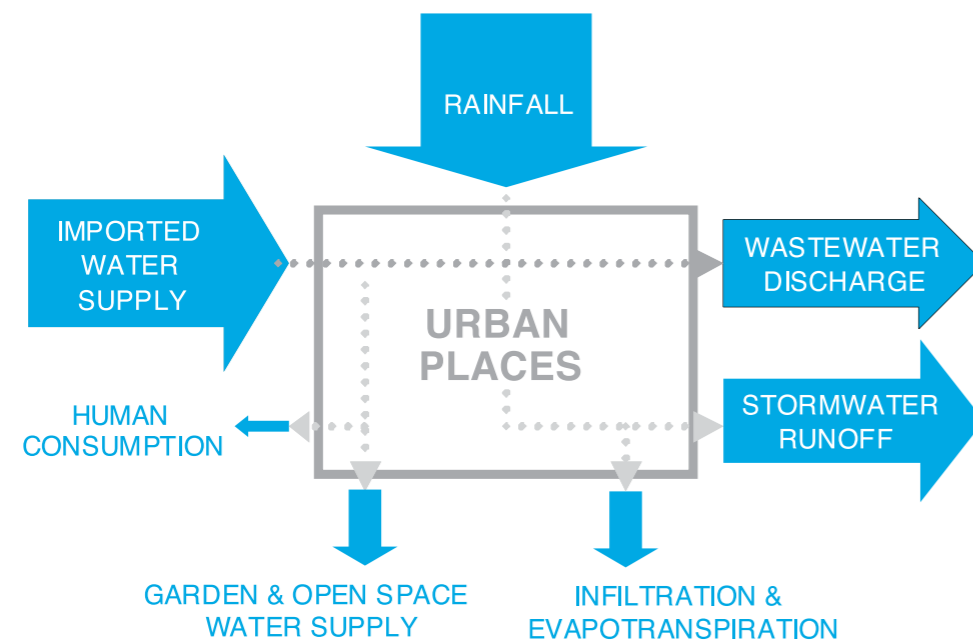 RAINFALL
IMPORTED
WATER
SUPPLY
WASTEWATER
DISCHARGE
URBAN
PLACES
HUMAN
CONSUMPTION
STORMWATER
RUNOFF
GARDEN & OPEN SPACE
WATER SUPPLY
INFILTRATION &
EVAPOTRANSPIRATION